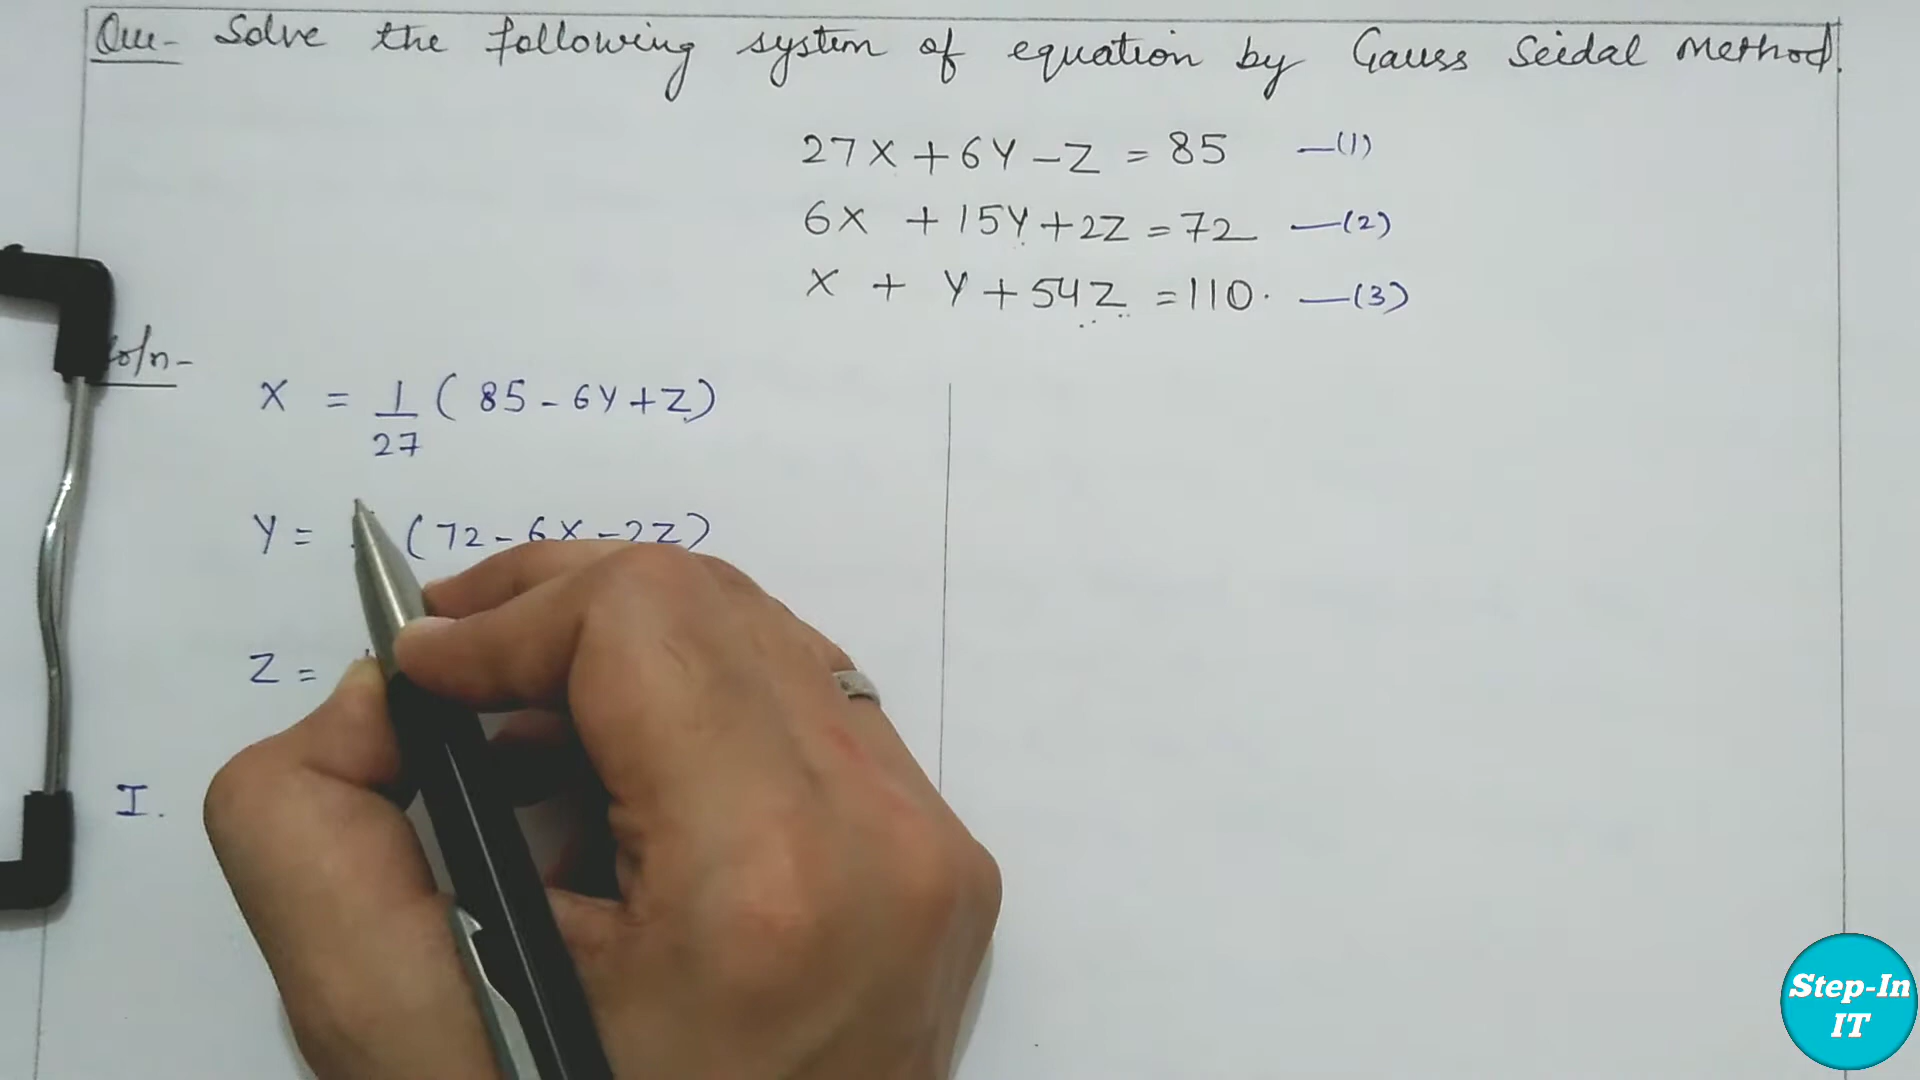 Que- Solve the following system of equation by Gauss Seidal Method.
27X + 6Y - Z = 85 —(1)
6X + 15Y + 2Z = 72 —(2)
X + Y + 54Z = 110. —(3)
Soln-
X = 1/27 ( 85 - 6Y + Z)
Y = (72 - 6X - 2Z)
Z =
I.
Step-In
IT